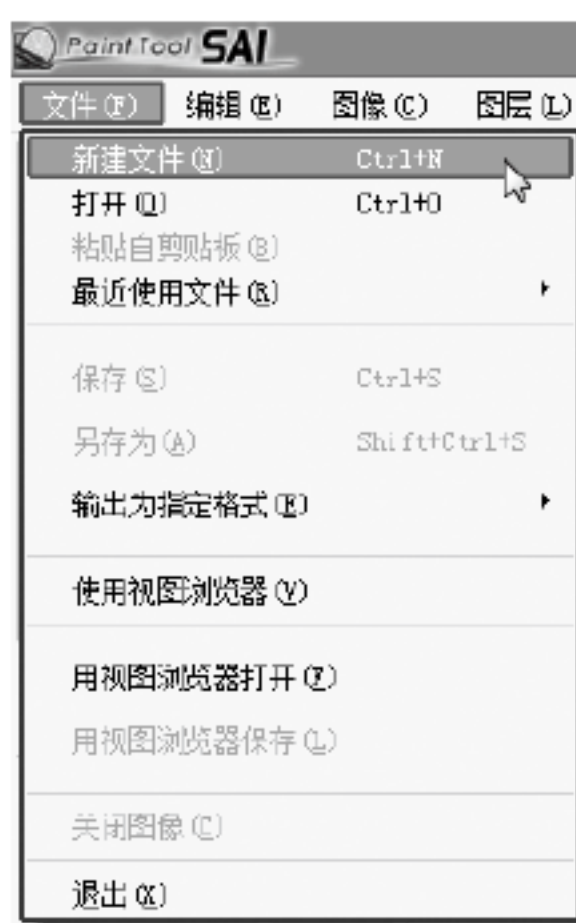 Paint Tool SAI
文件(F) 编辑(E) 图像(C) 图层(L)
新建文件(N) Ctrl+N
打开(O) Ctrl+O
粘贴自剪贴板(B)
最近使用文件(R)
保存(S) Ctrl+S
另存为(A) Shift+Ctrl+S
输出为指定格式(E)
使用视图浏览器(V)
用视图浏览器打开(F)
用视图浏览器保存(L)
关闭图像(C)
退出(X)